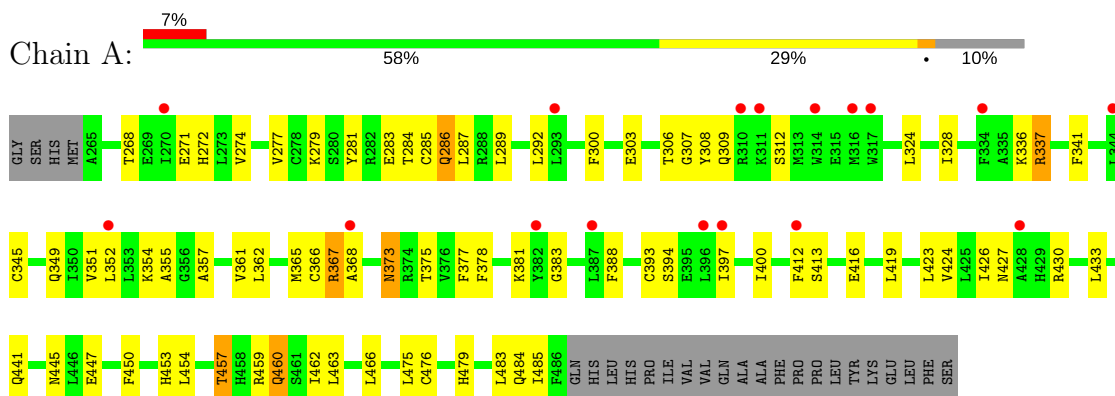 7%
Chain A:
58% 29% • 10%
GLY SER HIS MET A265 T268 E269 I270 E271 H272 L273 V274 V277 C278 K279 S280 Y281 R282 E283 T284 C285 Q286 L287 R288 L289 L292 L293 F300 E303 T306 G307 Y308 Q309 R310 K311 S312 M313 W314 E315 M316 W317 L324 I328 F334 A335 K336 R337 F341 L344
C345 Q349 I350 V351 L352 L353 K354 A355 G356 A357 V361 L362 M365 C366 R367 A368 N373 R374 T375 V376 F377 F378 K381 Y382 G383 L387 F388 C393 S394 E395 L396 I397 I400 F412 S413 E416 L419 L423 V424 L425 I426 N427 A428 H429 R430 L433
Q441 N445 L446 E447 F450 H453 L454 T457 H458 R459 Q460 S461 I462 L463 L466 L475 C476 H479 L483 Q484 I485 F486 GLN HIS LEU HIS PRO ILE VAL VAL GLN ALA ALA PHE PRO PRO LEU TYR LYS GLU LEU PHE SER